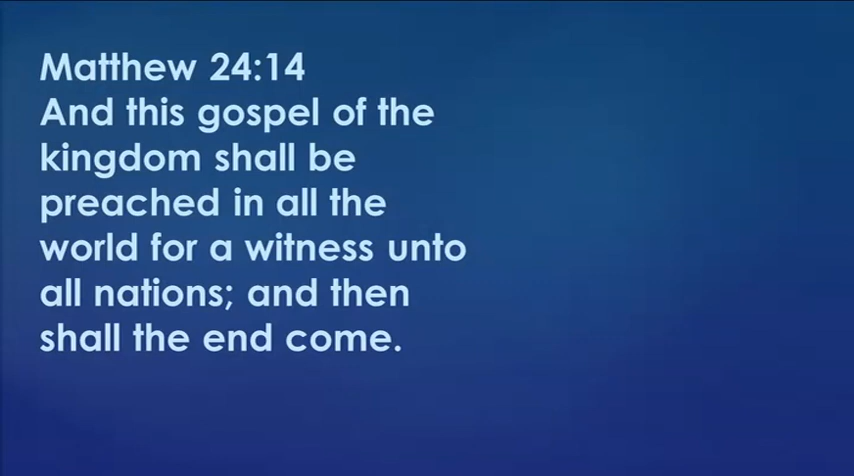 Matthew 24:14
And this gospel of the
kingdom shall be
preached in all the
world for a witness unto
all nations; and then
shall the end come.